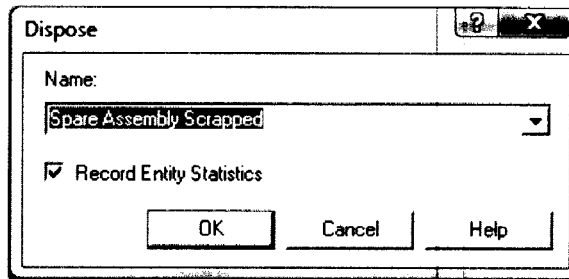 Dispose
?
X
Name:
Spare Assembly Scrapped
Record Entity Statistics
OK Cancel Help